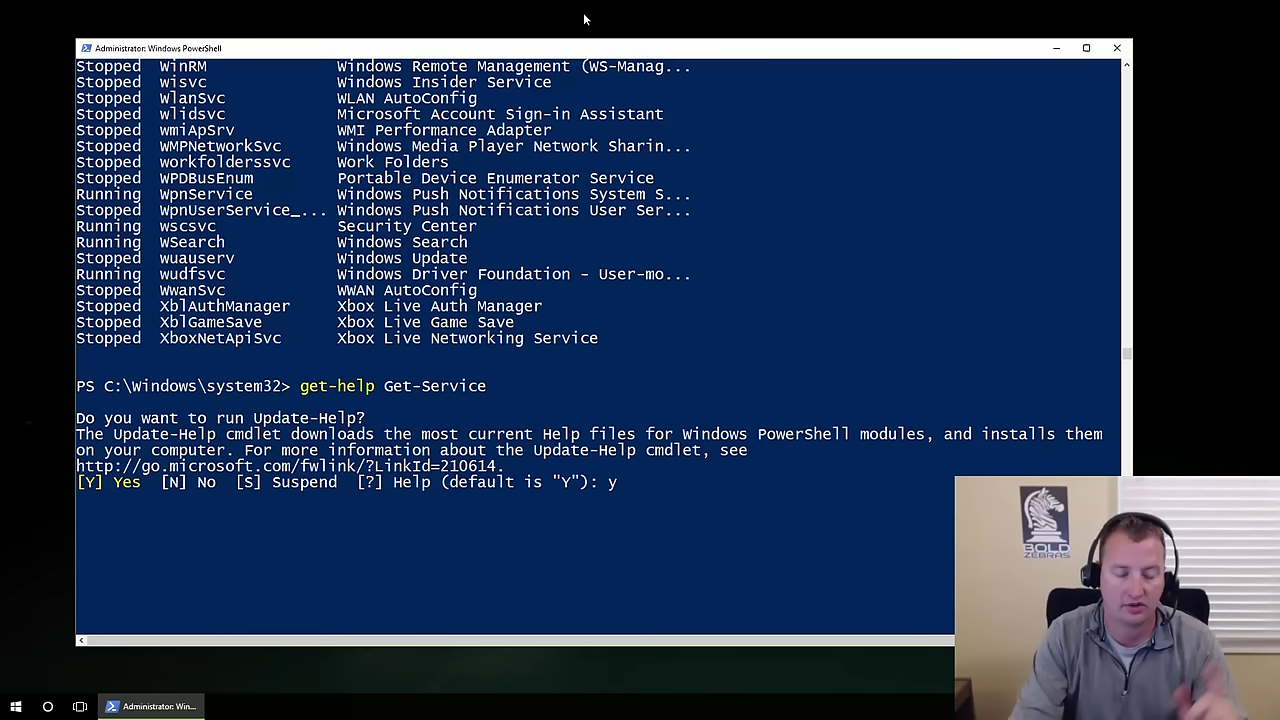 Administrator: Windows PowerShell
Stopped WinRM Windows Remote Management (WS-Manag...
Stopped wisvc Windows Insider Service
Stopped WlanSvc WLAN AutoConfig
Stopped wlidsvc Microsoft Account Sign-in Assistant
Stopped wmiApSrv WMI Performance Adapter
Stopped WMPNetworkSvc Windows Media Player Network Sharin...
Stopped workfolderssvc Work Folders
Stopped WPDBusEnum Portable Device Enumerator Service
Running WpnService Windows Push Notifications System S...
Stopped WpnUserService_... Windows Push Notifications User Ser...
Running wscsvc Security Center
Running WSearch Windows Search
Stopped wuauserv Windows Update
Running wudfsvc Windows Driver Foundation - User-mo...
Stopped WwanSvc WWAN AutoConfig
Stopped XblAuthManager Xbox Live Auth Manager
Stopped XblGameSave Xbox Live Game Save
Stopped XboxNetApiSvc Xbox Live Networking Service
PS C:\Windows\system32> get-help Get-Service
Do you want to run Update-Help?
The Update-Help cmdlet downloads the most current Help files for Windows PowerShell modules, and installs them
on your computer. For more information about the Update-Help cmdlet, see
http://go.microsoft.com/fwlink/?LinkId=210614.
[Y] Yes [N] No [S] Suspend [?] Help (default is "Y"): y
BOLD
ZEBRAS
Administrator: Win...